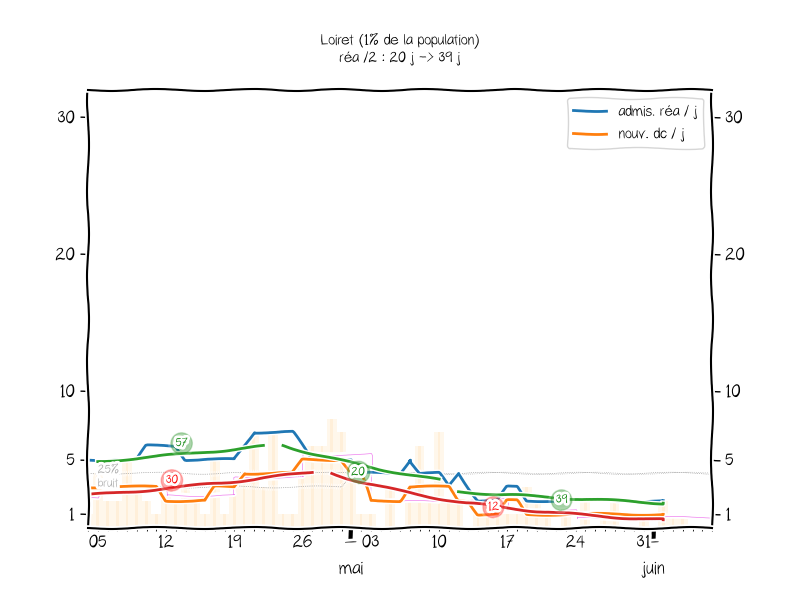 Loiret (1% de la population)
réa /2 : 20 j -> 39 j
admis. réa / j
nouv. dc / j
30
30
20
20
10
10
57
5
5
25%
20
30
bruit
39
12
1
1
05 12 19 26 03 10 17 24 31
mai juin